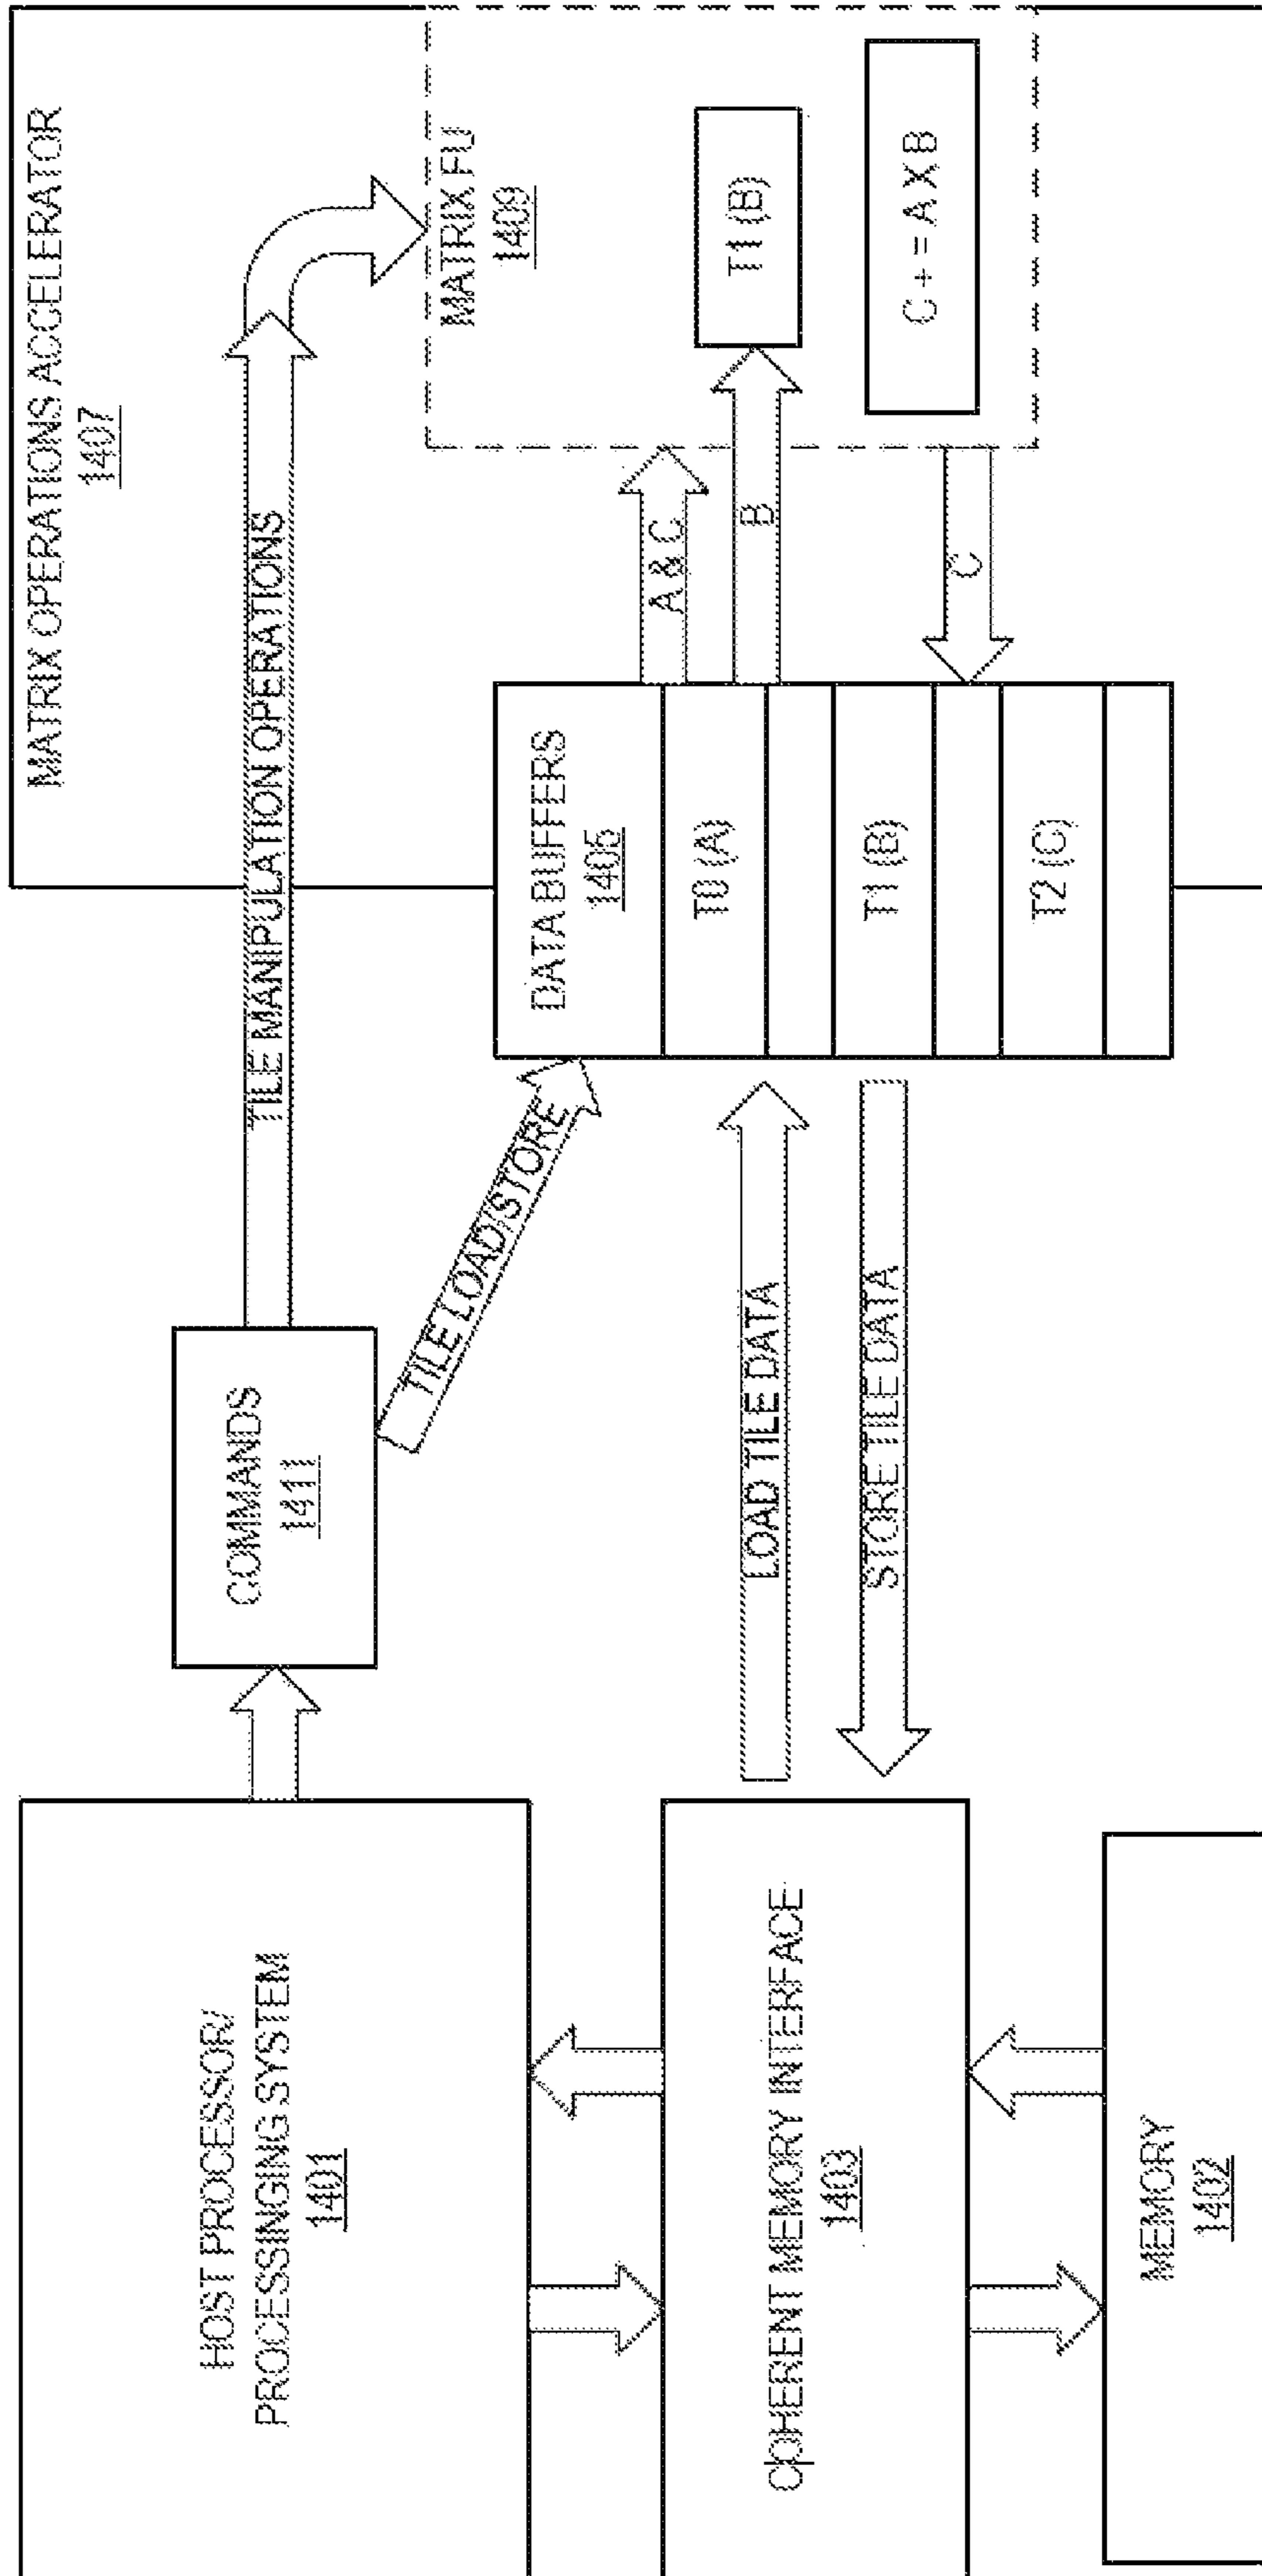 HOST PROCESSOR/
PROCESSINGING SYSTEM
1401
COHERENT MEMORY INTERFACE
1403
MEMORY
1402
COMMANDS
1411
TILE MANIPULATION OPERATIONS
TILE LOAD/STORE
LOAD TILE DATA
STORE TILE DATA
DATA BUFFERS
1405
T0 (A)
T1 (B)
T2 (C)
MATRIX OPERATIONS ACCELERATOR
1407
A & C
B
C
MATRIX FU
1409
T1 (B)
C + = A X B